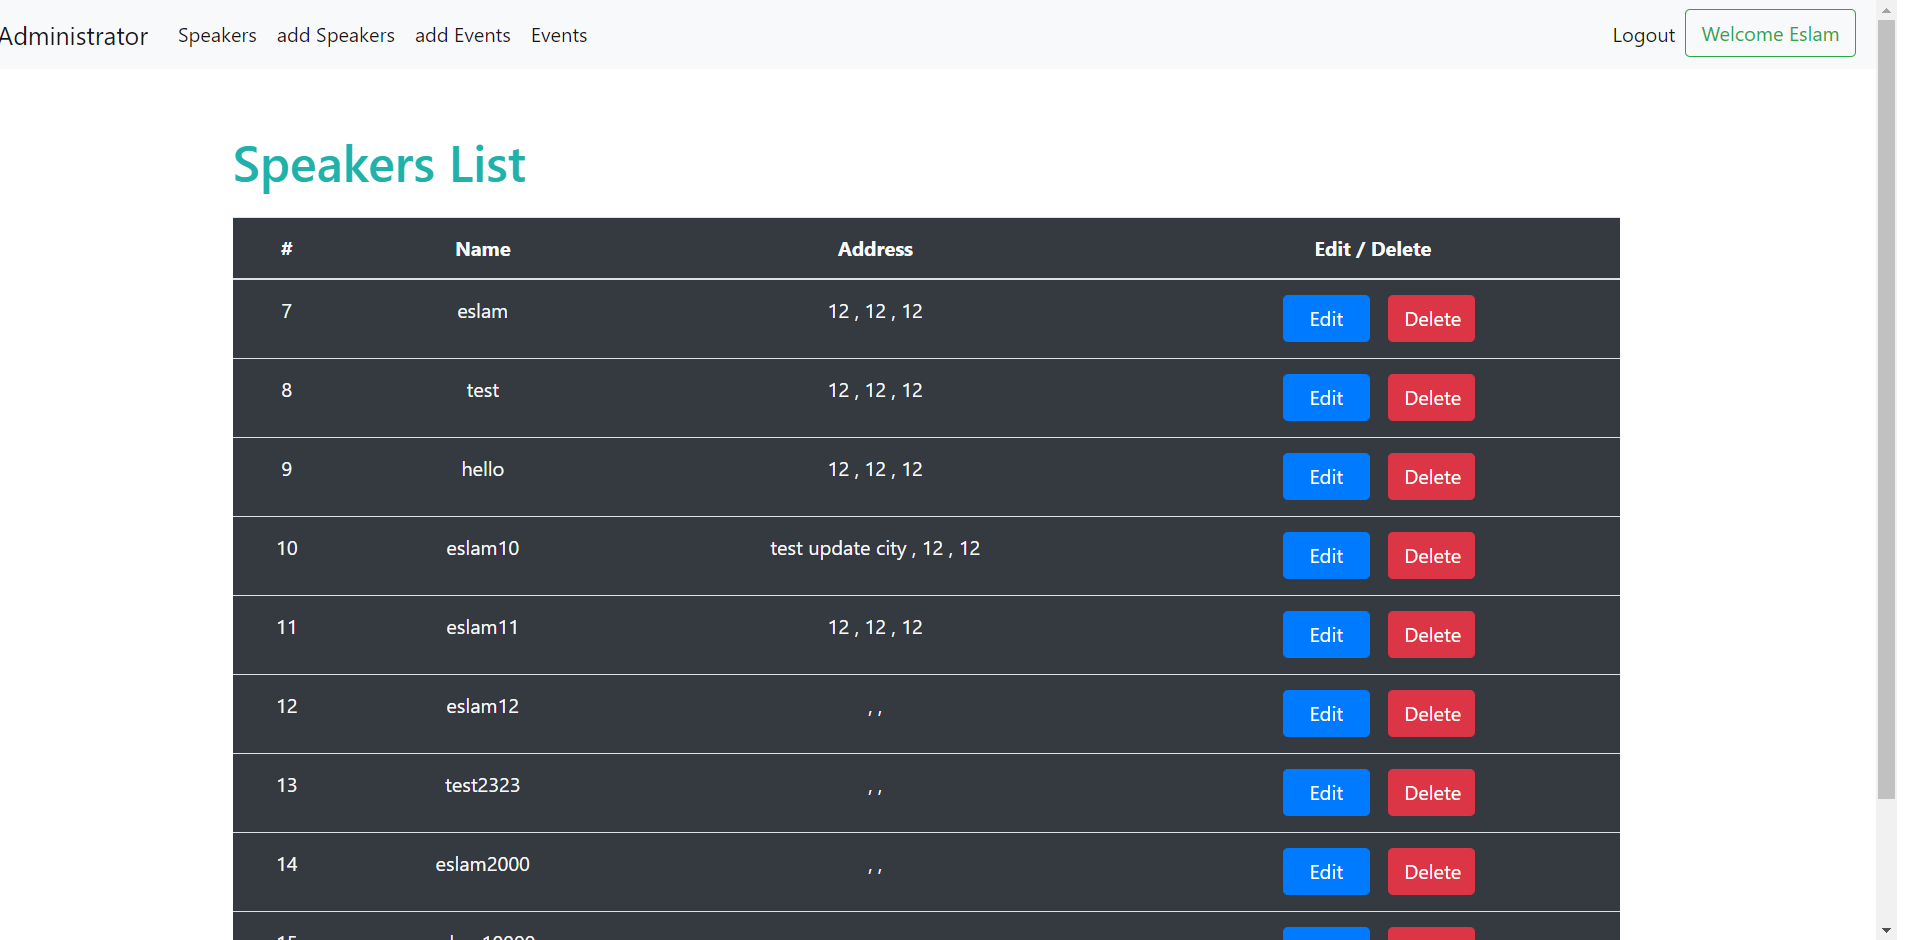 Administrator Speakers add Speakers add Events Events Logout Welcome Eslam
Speakers List
# Name Address Edit / Delete
7 eslam 12 , 12 , 12 Edit Delete
8 test 12 , 12 , 12 Edit Delete
9 hello 12 , 12 , 12 Edit Delete
10 eslam10 test update city , 12 , 12 Edit Delete
11 eslam11 12 , 12 , 12 Edit Delete
12 eslam12 , , Edit Delete
13 test2323 , , Edit Delete
14 eslam2000 , , Edit Delete
15